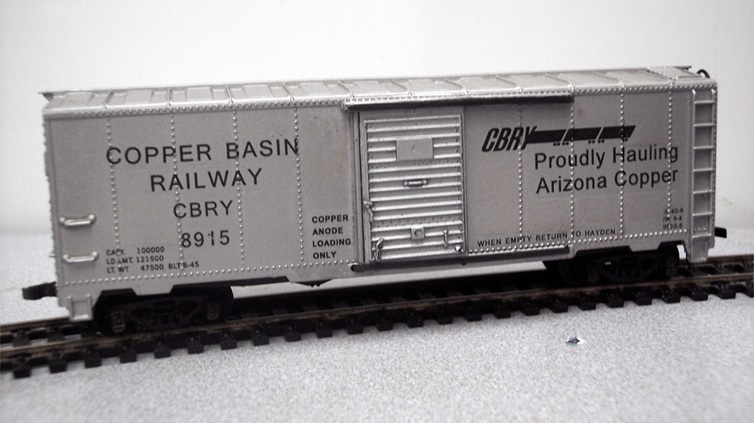 COPPER BASIN
RAILWAY
CBRY
8915
CAPY. 100000
LD.LMT. 121500
LT. WT 47500 BLT 6-45
COPPER
ANODE
LOADING
ONLY
CBRY
Proudly Hauling
Arizona Copper
WHEN EMPTY RETURN TO HAYDEN